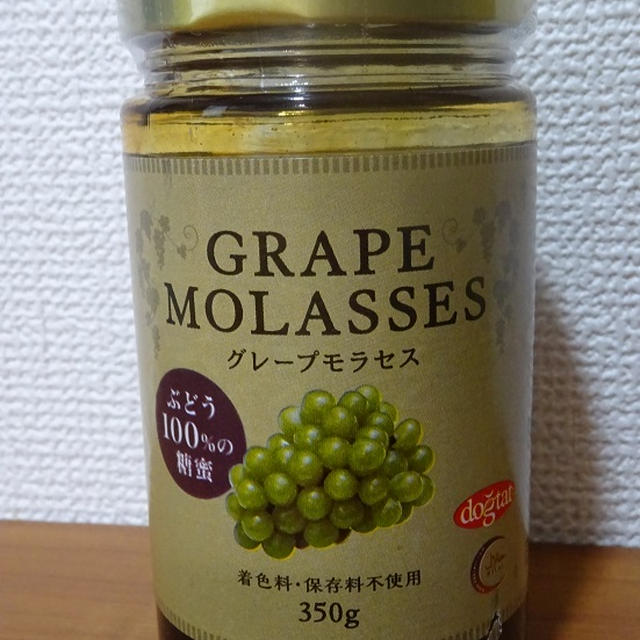 GRAPE
MOLASSES
グレープモラセス
ぶどう
100%の
糖蜜
doğtat
着色料・保存料不使用
350g